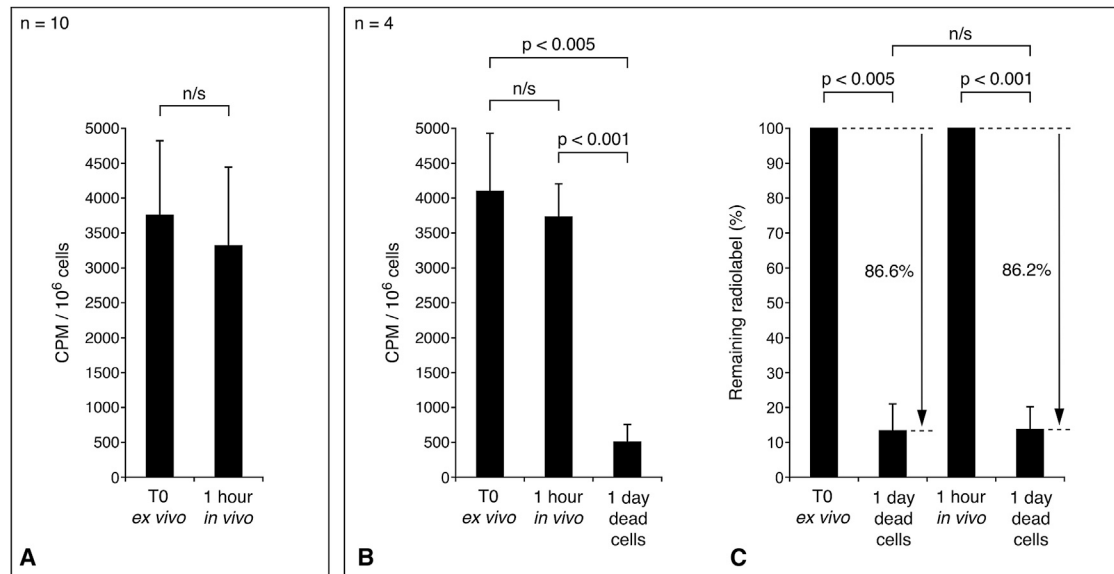 n = 10
n/s
5000
4500
4000
3500
3000
2500
2000
1500
1000
500
0
CPM / 10⁶ cells
T0
ex vivo
1 hour
in vivo
A
n = 4
p < 0.005
n/s
p < 0.001
5000
4500
4000
3500
3000
2500
2000
1500
1000
500
0
CPM / 10⁶ cells
T0
ex vivo
1 hour
in vivo
1 day
dead
cells
B
n/s
p < 0.005
p < 0.001
100
90
80
70
60
50
40
30
20
10
0
Remaining radiolabel (%)
86.6%
86.2%
T0
ex vivo
1 day
dead
cells
1 hour
in vivo
1 day
dead
cells
C